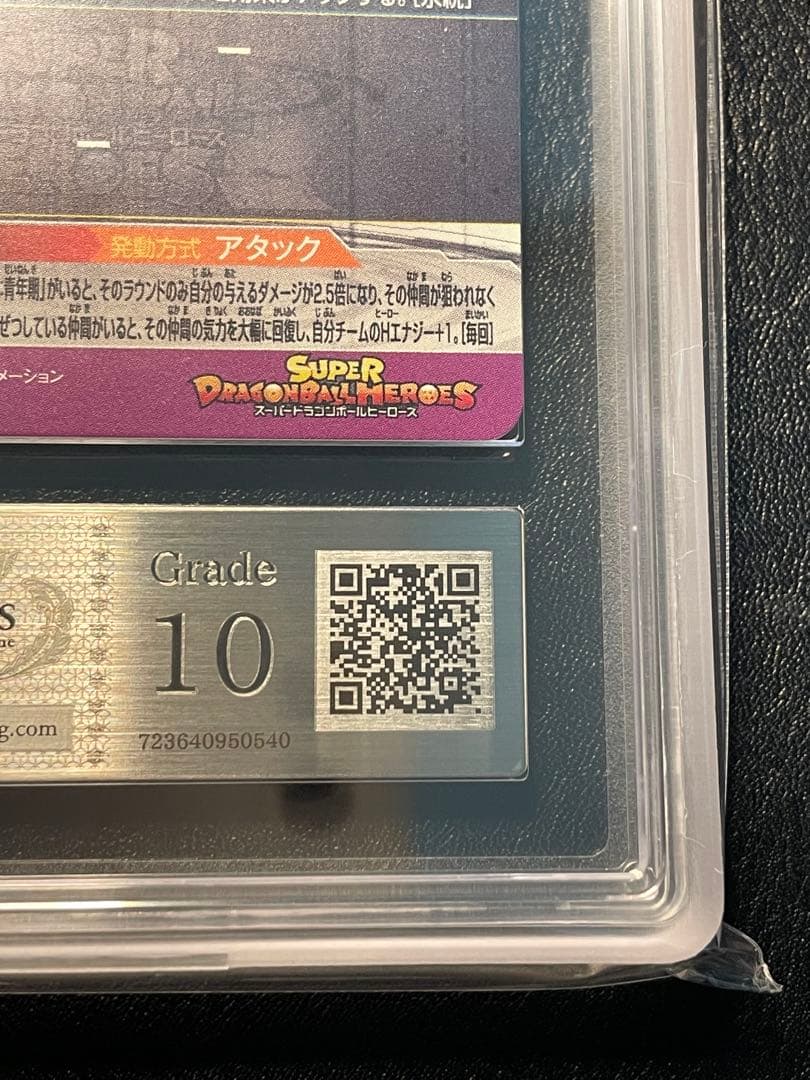 発動方式 アタック
青年期」がいると、そのラウンドのみ自分の与えるダメージが2.5倍になり、その仲間が狙われなく
ぜつしている仲間がいると、その仲間の気力を大幅に回復し、自分チームのHエナジー+1。[毎回]
メーション
SUPER
DRAGONBALL HEROES
スーパードラゴンボールヒーローズ
Grade
10
g.com
723640950540